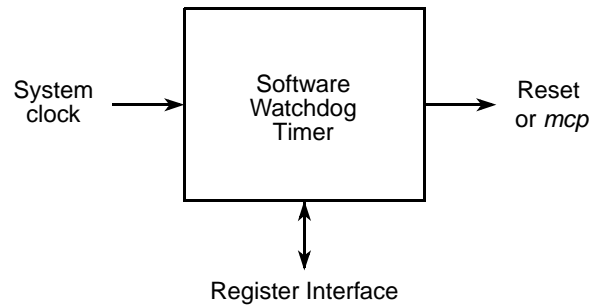 System
clock
Software
Watchdog
Timer
Reset
or mcp
Register Interface